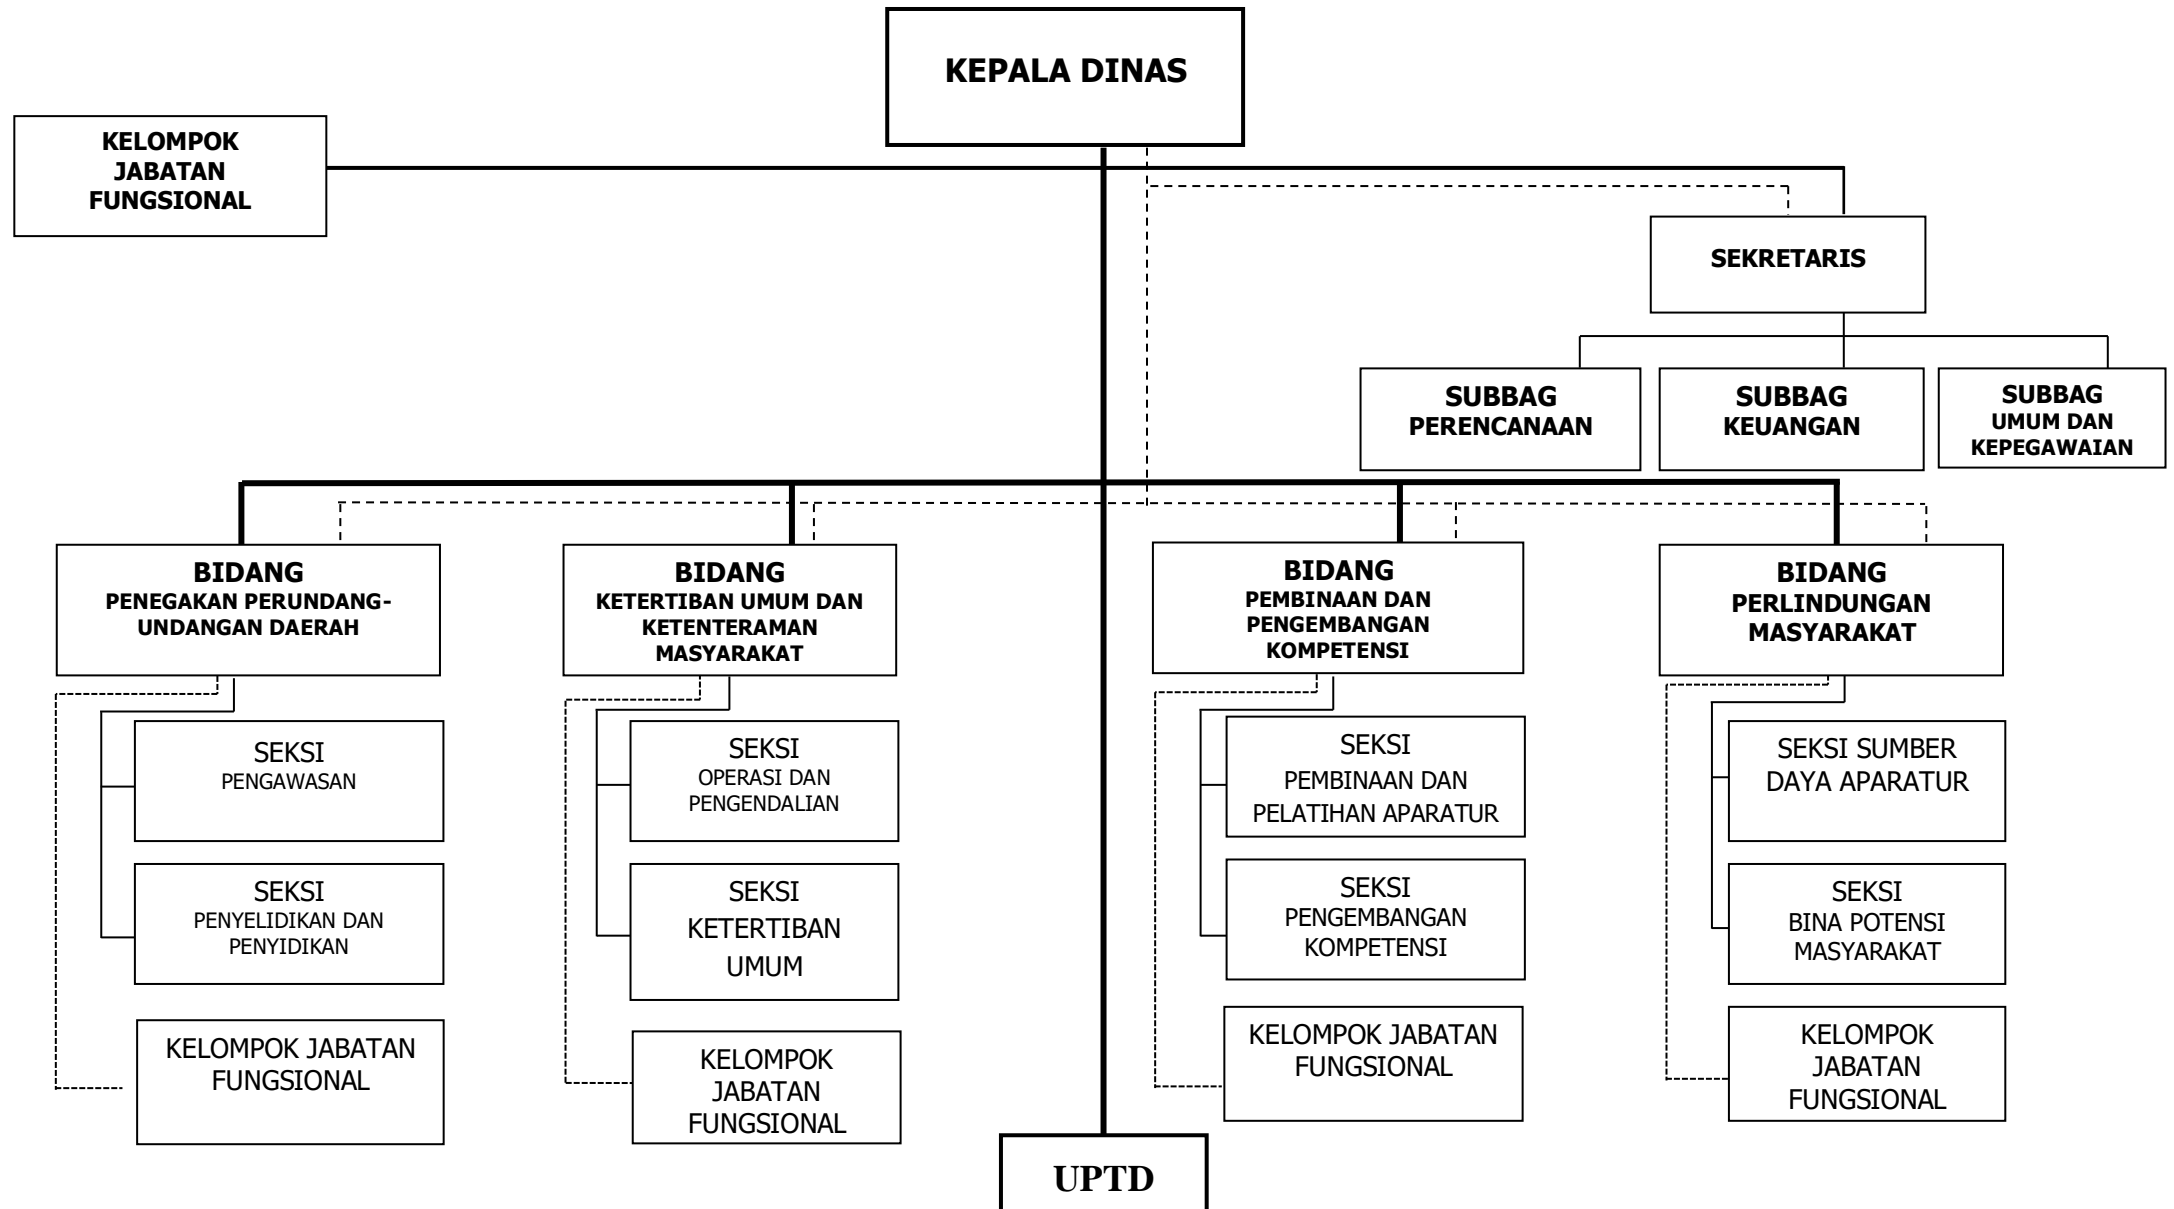 KEPALA DINAS
KELOMPOK
JABATAN
FUNGSIONAL
SEKRETARIS
SUBBAG
PERENCANAAN
SUBBAG
KEUANGAN
SUBBAG
UMUM DAN
KEPEGAWAIAN
BIDANG
PENEGAKAN PERUNDANG-
UNDANGAN DAERAH
BIDANG
KETERTIBAN UMUM DAN
KETENTERAMAN
MASYARAKAT
BIDANG
PEMBINAAN DAN
PENGEMBANGAN
KOMPETENSI
BIDANG
PERLINDUNGAN
MASYARAKAT
SEKSI
PENGAWASAN
SEKSI
OPERASI DAN
PENGENDALIAN
SEKSI
PEMBINAAN DAN
PELATIHAN APARATUR
SEKSI SUMBER
DAYA APARATUR
SEKSI
PENYELIDIKAN DAN
PENYIDIKAN
SEKSI
KETERTIBAN
UMUM
SEKSI
PENGEMBANGAN
KOMPETENSI
SEKSI
BINA POTENSI
MASYARAKAT
KELOMPOK JABATAN
FUNGSIONAL
KELOMPOK
JABATAN
FUNGSIONAL
KELOMPOK JABATAN
FUNGSIONAL
KELOMPOK
JABATAN
FUNGSIONAL
UPTD